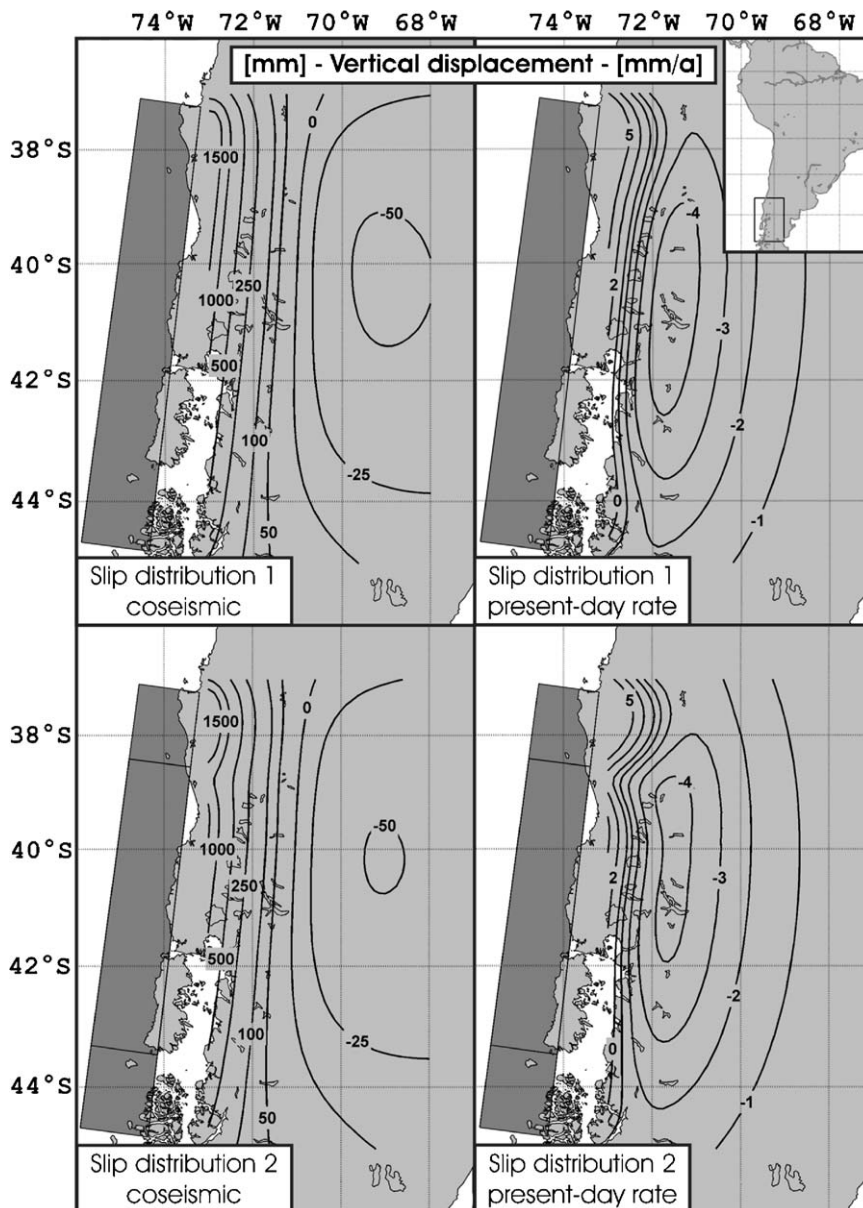 74°W 72°W 70°W 68°W 74°W 72°W 70°W 68°W
[mm] - Vertical displacement - [mm/a]
0
5
38°S
1500
-50
-4
40°S
250
2
1000
-3
500
42°S
-2
100
-25
44°S
0
-1
50
Slip distribution 1
coseismic
Slip distribution 1
present-day rate
0
5
38°S
1500
-4
-50
40°S
1000
2
-3
250
500
42°S
-2
100
-25
0
44°S
-1
50
Slip distribution 2
coseismic
Slip distribution 2
present-day rate